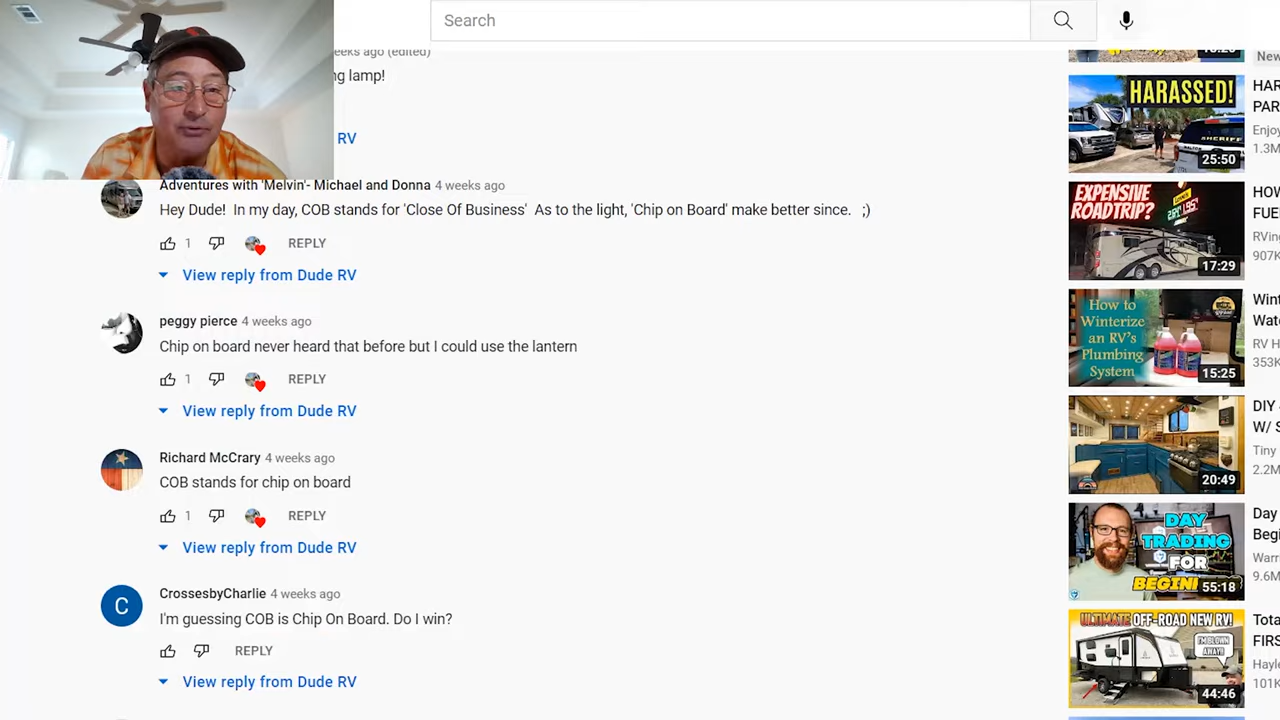 Search
eeks ago (edited)
ng lamp!
RV
Adventures with 'Melvin'- Michael and Donna 4 weeks ago
Hey Dude! In my day, COB stands for 'Close Of Business' As to the light, 'Chip on Board' make better since. ;)
1 REPLY
View reply from Dude RV
peggy pierce 4 weeks ago
Chip on board never heard that before but I could use the lantern
1 REPLY
View reply from Dude RV
Richard McCrary 4 weeks ago
COB stands for chip on board
1 REPLY
View reply from Dude RV
C
CrossesbyCharlie 4 weeks ago
I'm guessing COB is Chip On Board. Do I win?
REPLY
View reply from Dude RV
New
HARASSED!
SHERIFF
25:50
HAR
PAR
Enjoy
1.3M
EXPENSIVE
ROADTRIP?
17:29
HOW
FUE
RVing
907K
How to
Winterize
an RV's
Plumbing
System
15:25
Win
Wate
RV H
353K
20:49
DIY
W/ S
Tiny
2.2M
DAY
TRADING
FOR
BEGINN
55:18
Day
Begi
Warr
9.6M
ULTIMATE OFF-ROAD NEW RV!
I'M BLOWN
AWAY!!
44:46
Tota
FIRS
Hayle
101K